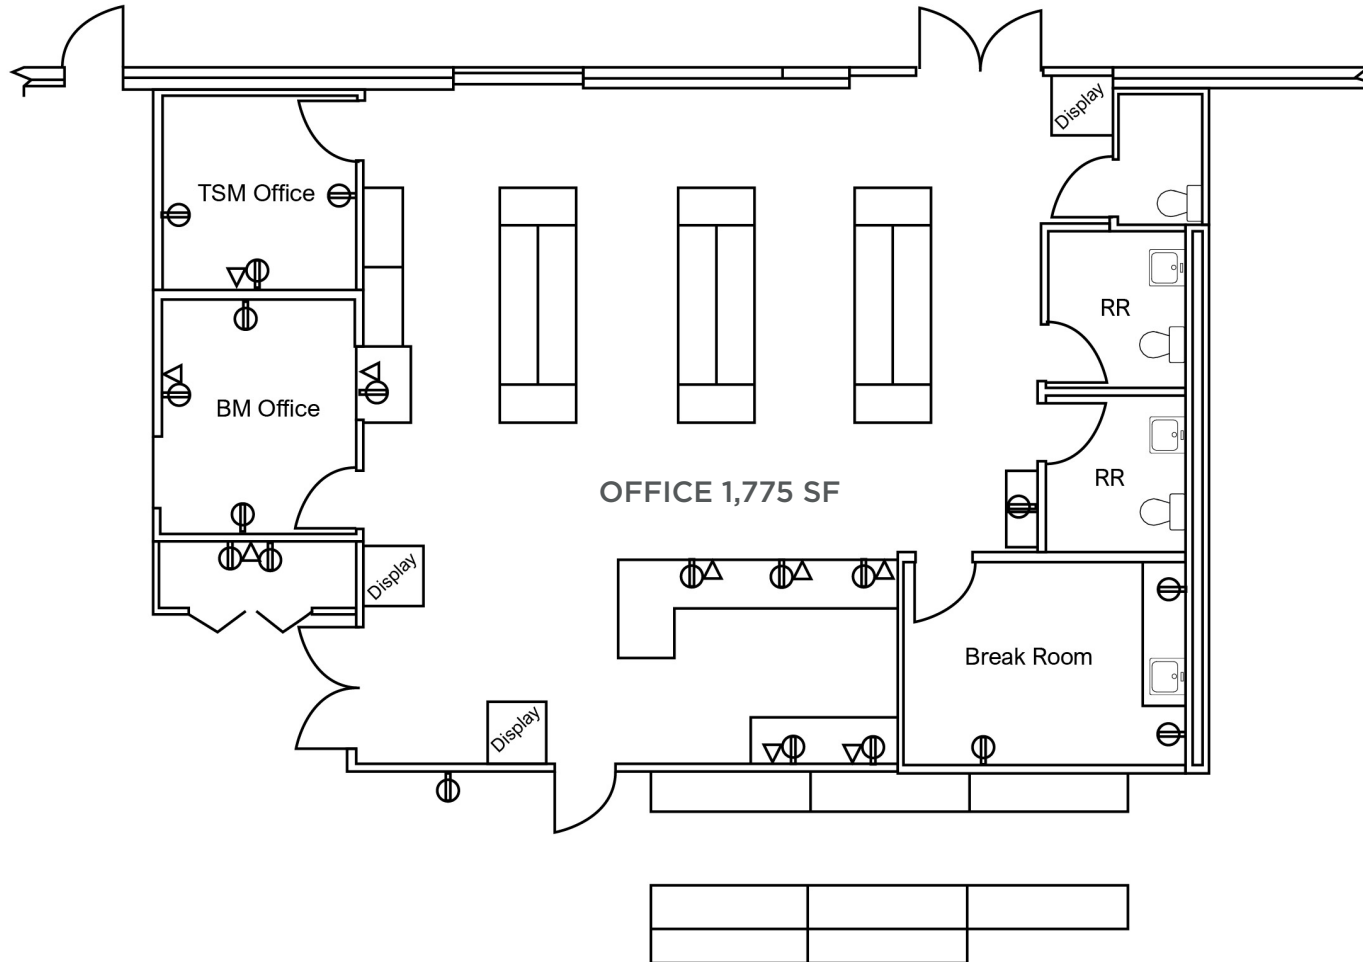 Display
TSM Office
RR
BM Office
RR
OFFICE 1,775 SF
Display
Break Room
Display